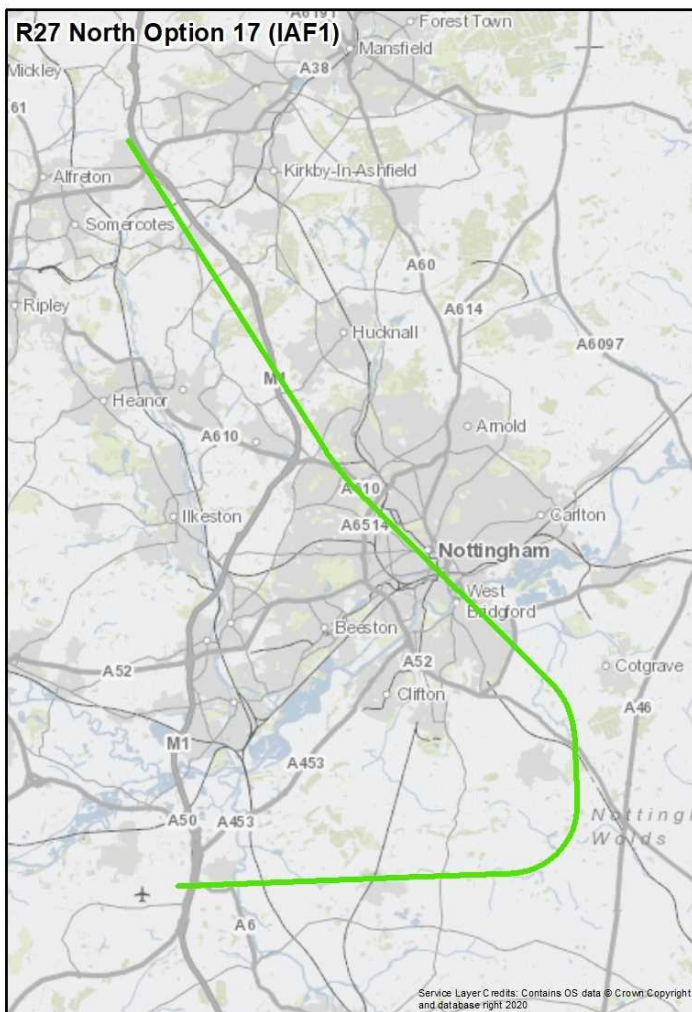 R27 North Option 17 (IAF1)
A6191
Forest Town
Mansfield
Mickley
A38
61
Kirkby-In-Ashfield
Alfreton
Somercotes
A60
Ripley
A614
Hucknall
A6097
M1
Heanor
A610
Arnold
A610
Ilkeston
A6514
Carlton
Nottingham
West
Bridgford
Beeston
A52
A52
Cotgrave
Clifton
A46
M1
A453
A50
A453
Notting
Wolds
A6
Service Layer Credits: Contains OS data © Crown Copyright
and database right 2020